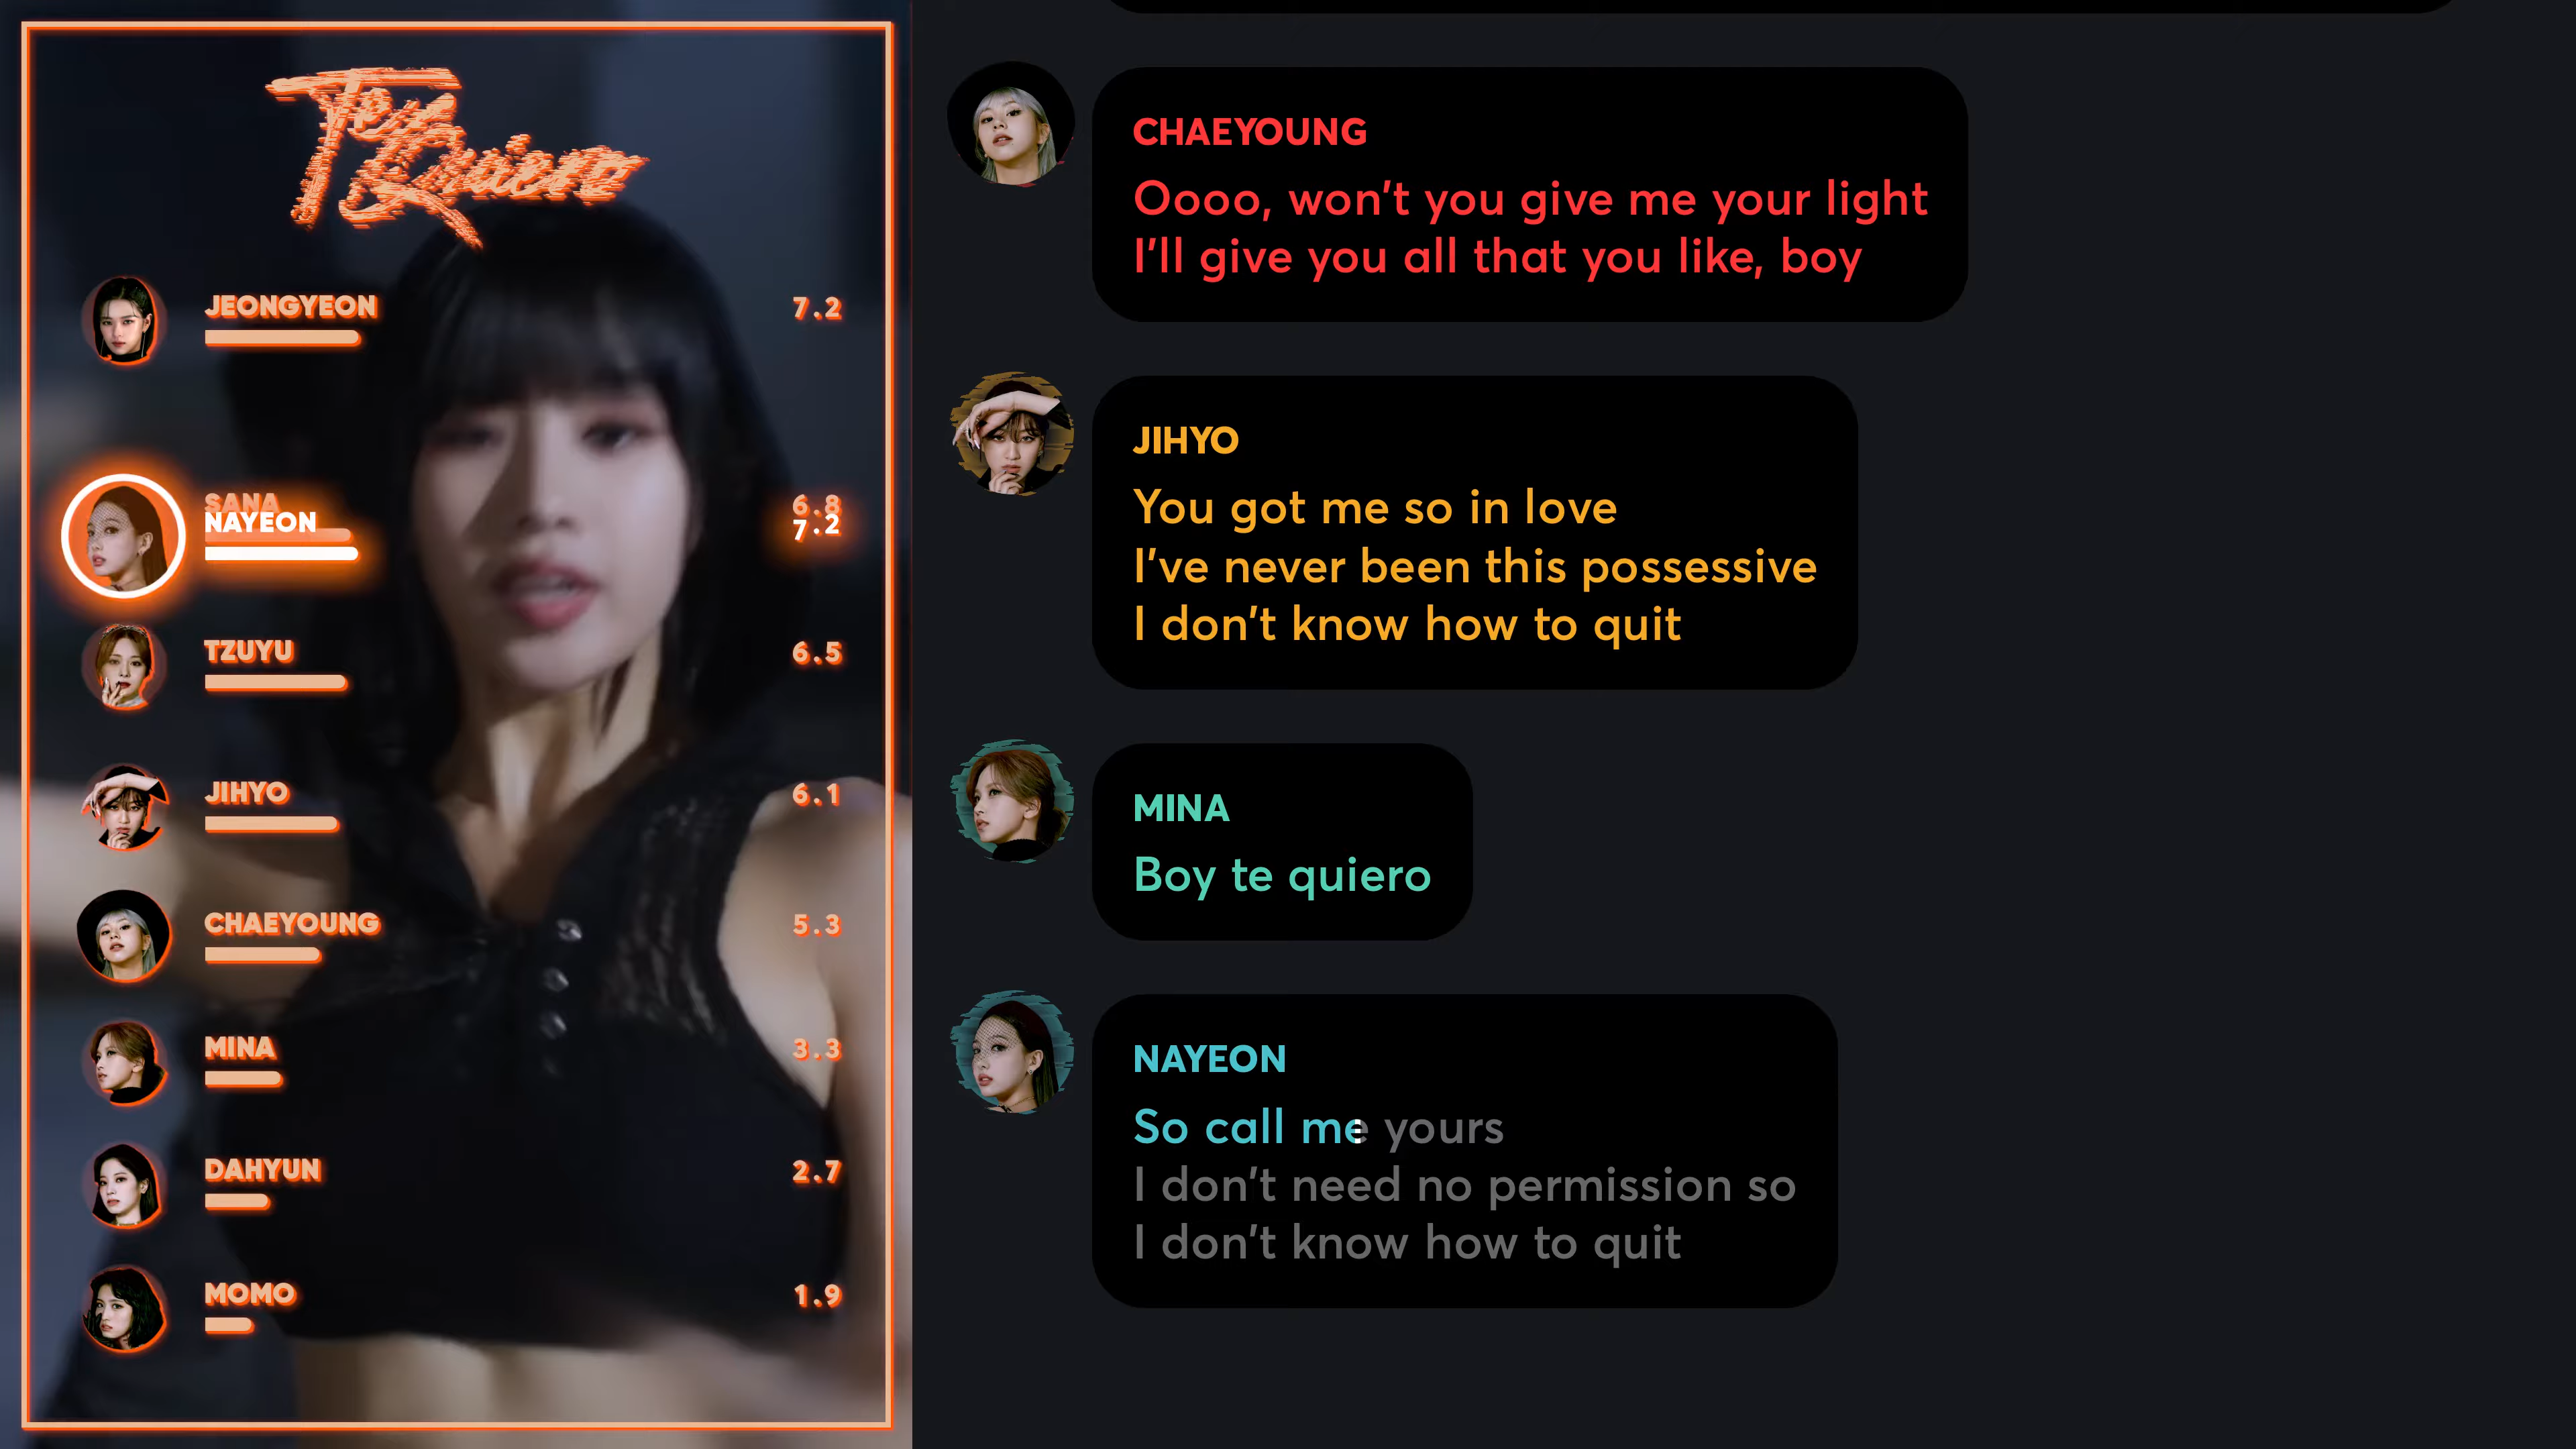 Te Quiero
JEONGYEON 7.2
SANA 6.8
NAYEON 7.2
TZUYU 6.5
JIHYO 6.1
CHAEYOUNG 5.3
MINA 3.3
DAHYUN 2.7
MOMO 1.9
CHAEYOUNG
Oooo, won't you give me your light
I'll give you all that you like, boy
JIHYO
You got me so in love
I've never been this possessive
I don't know how to quit
MINA
Boy te quiero
NAYEON
So call me yours
I don't need no permission so
I don't know how to quit